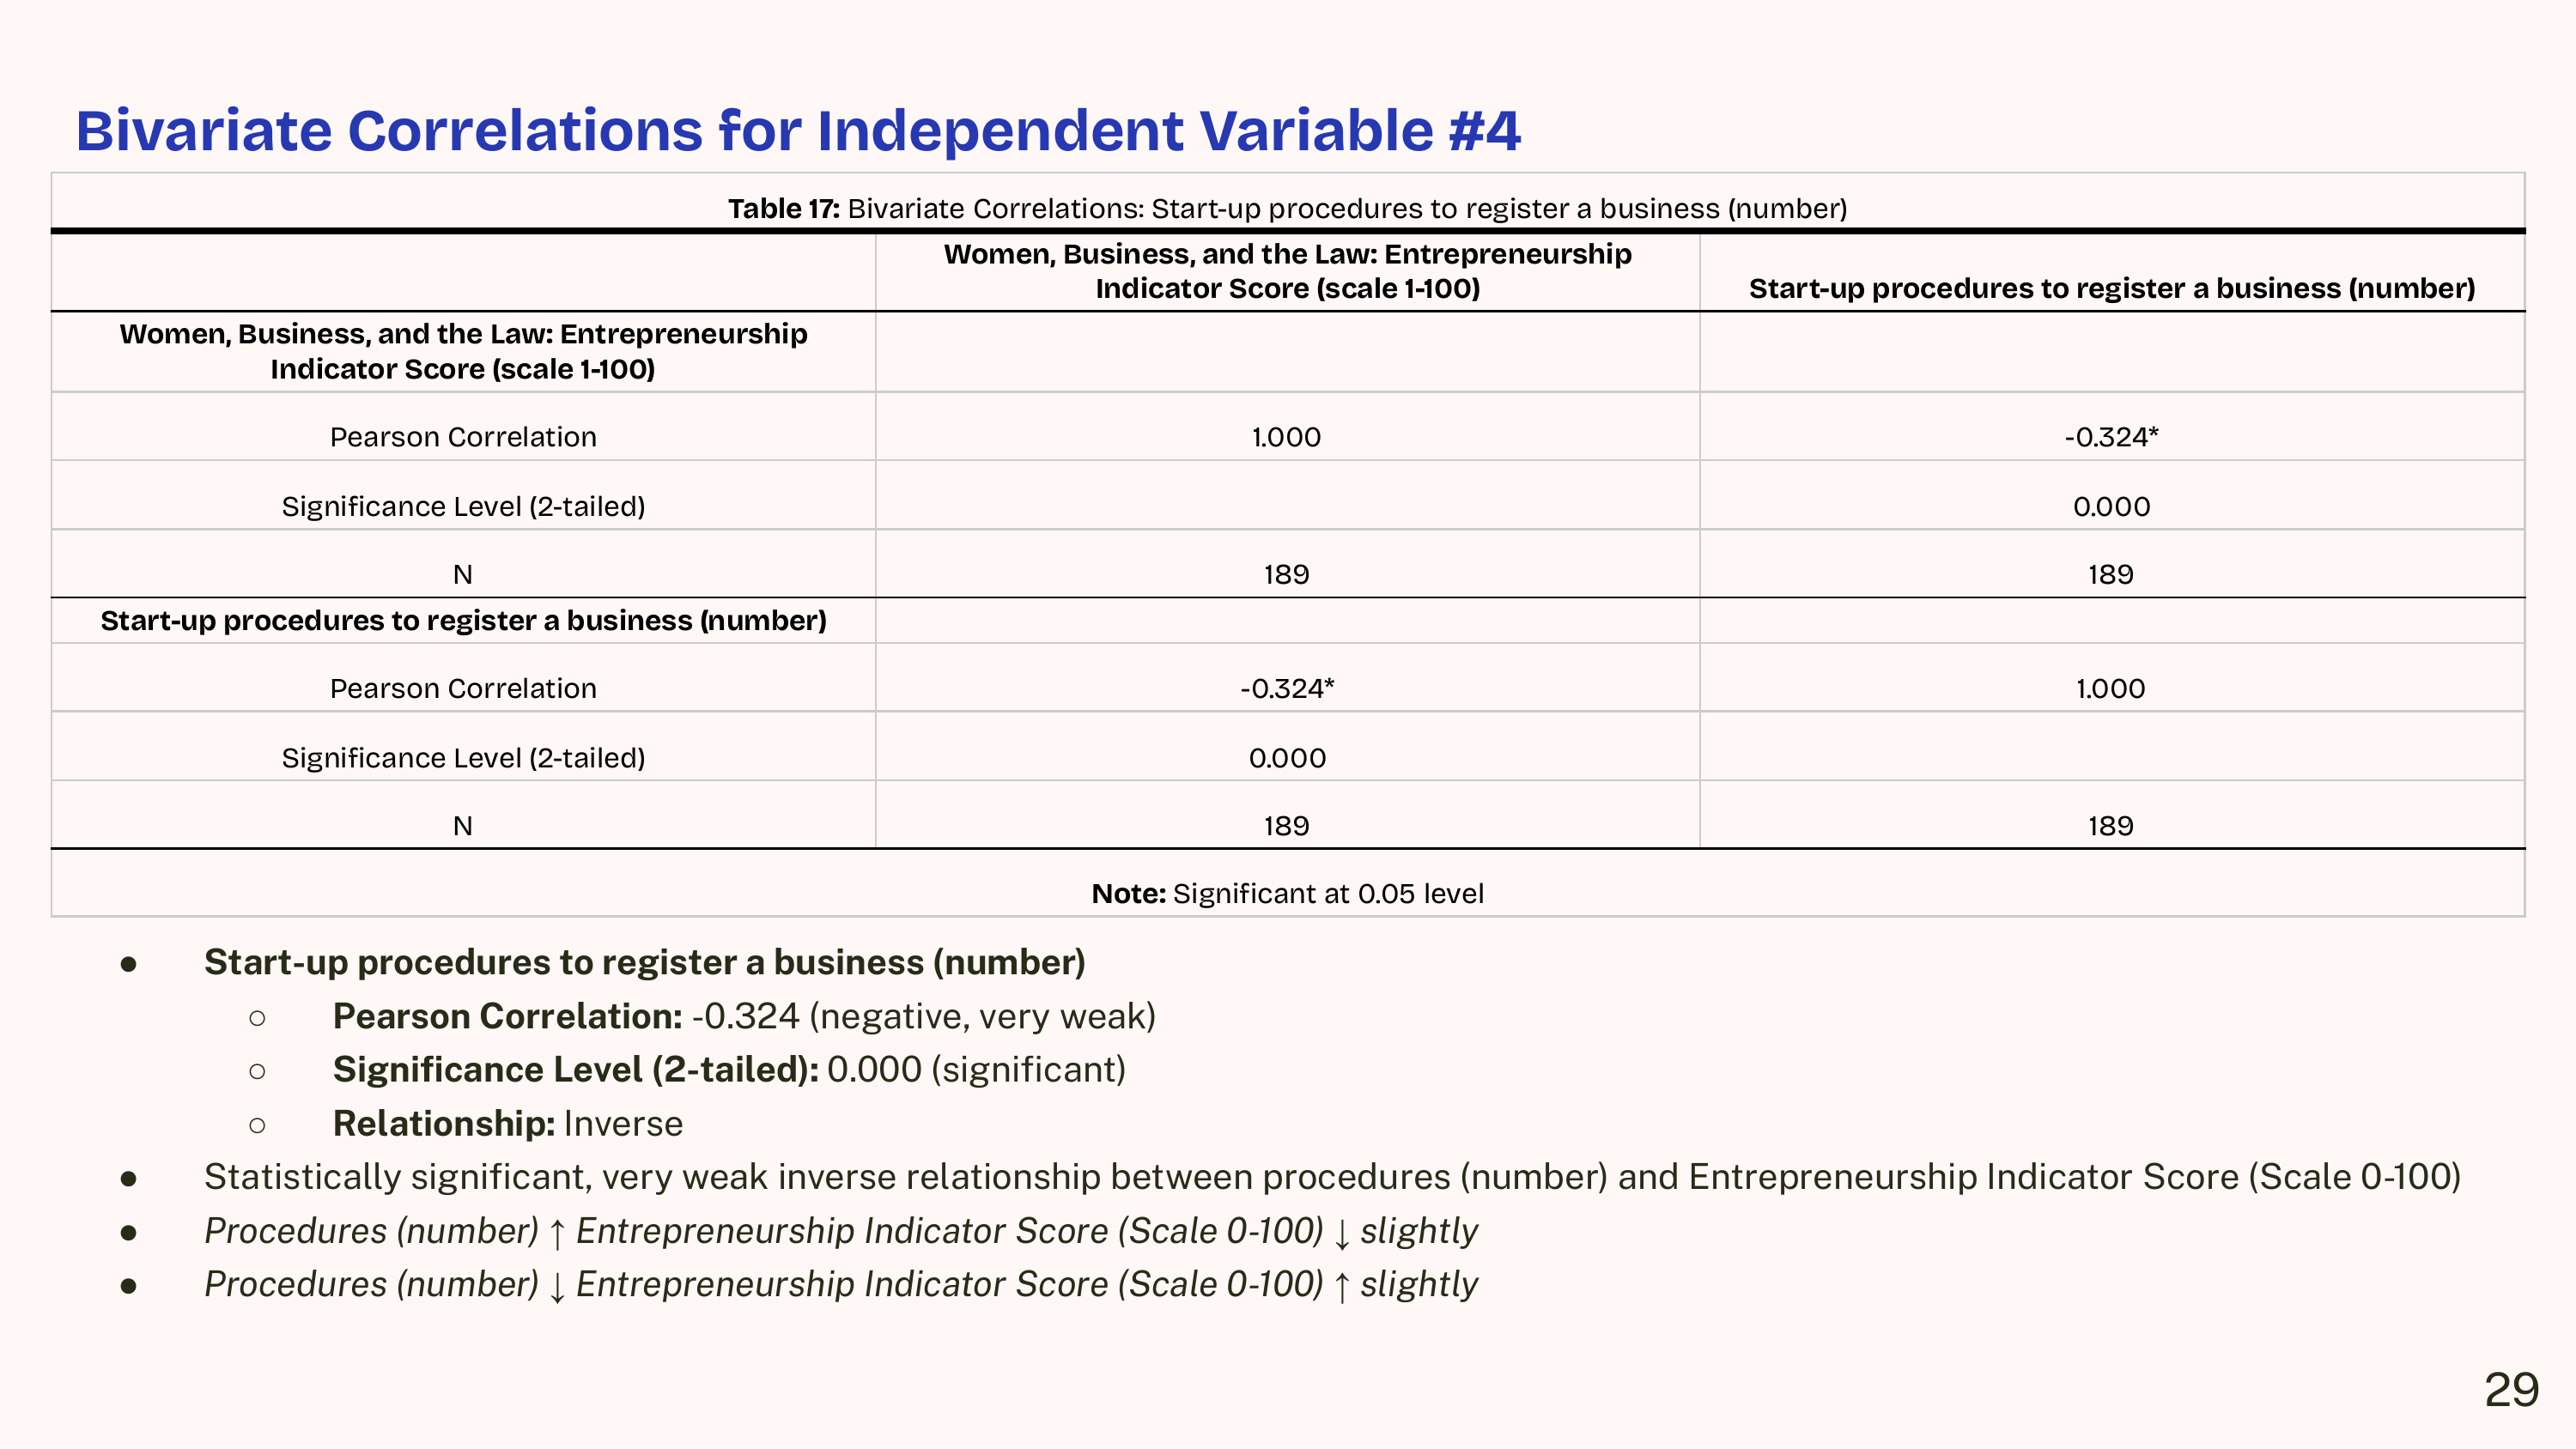 Bivariate Correlations for Independent Variable #4
Table 17: Bivariate Correlations: Start-up procedures to register a business (number)
Women, Business, and the Law: Entrepreneurship
Indicator Score (scale 1-100)
Start-up procedures to register a business (number)
Women, Business, and the Law: Entrepreneurship
Indicator Score (scale 1-100)
Pearson Correlation 1.000 -0.324*
Significance Level (2-tailed) 0.000
N 189 189
Start-up procedures to register a business (number)
Pearson Correlation -0.324* 1.000
Significance Level (2-tailed) 0.000
N 189 189
Note: Significant at 0.05 level
● Start-up procedures to register a business (number)
○ Pearson Correlation: -0.324 (negative, very weak)
○ Significance Level (2-tailed): 0.000 (significant)
○ Relationship: Inverse
● Statistically significant, very weak inverse relationship between procedures (number) and Entrepreneurship Indicator Score (Scale 0-100)
● Procedures (number) ↑ Entrepreneurship Indicator Score (Scale 0-100) ↓ slightly
● Procedures (number) ↓ Entrepreneurship Indicator Score (Scale 0-100) ↑ slightly
29